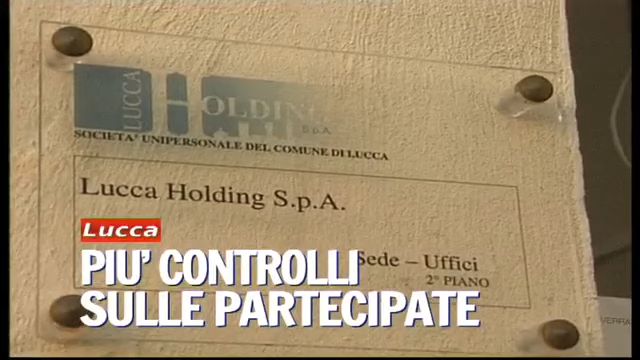 LUCCA
HOLDING
S.p.A.
SOCIETA' UNIPERSONALE DEL COMUNE DI LUCCA
Lucca Holding S.p.A.
Lucca
Sede – Uffici
PIU' CONTROLLI
2° PIANO
SULLE PARTECIPATE